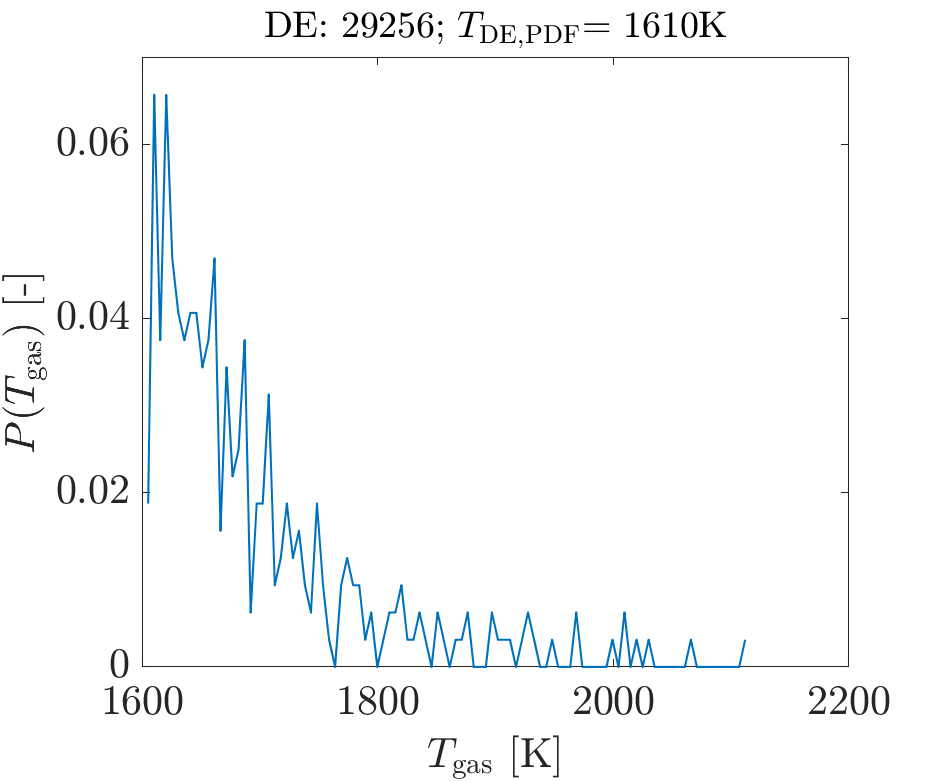 DE: 29256; T_DE,PDF= 1610K
0.06
0.04
0.02
0
P(T_gas) [-]
1600 1800 2000 2200
T_gas [K]